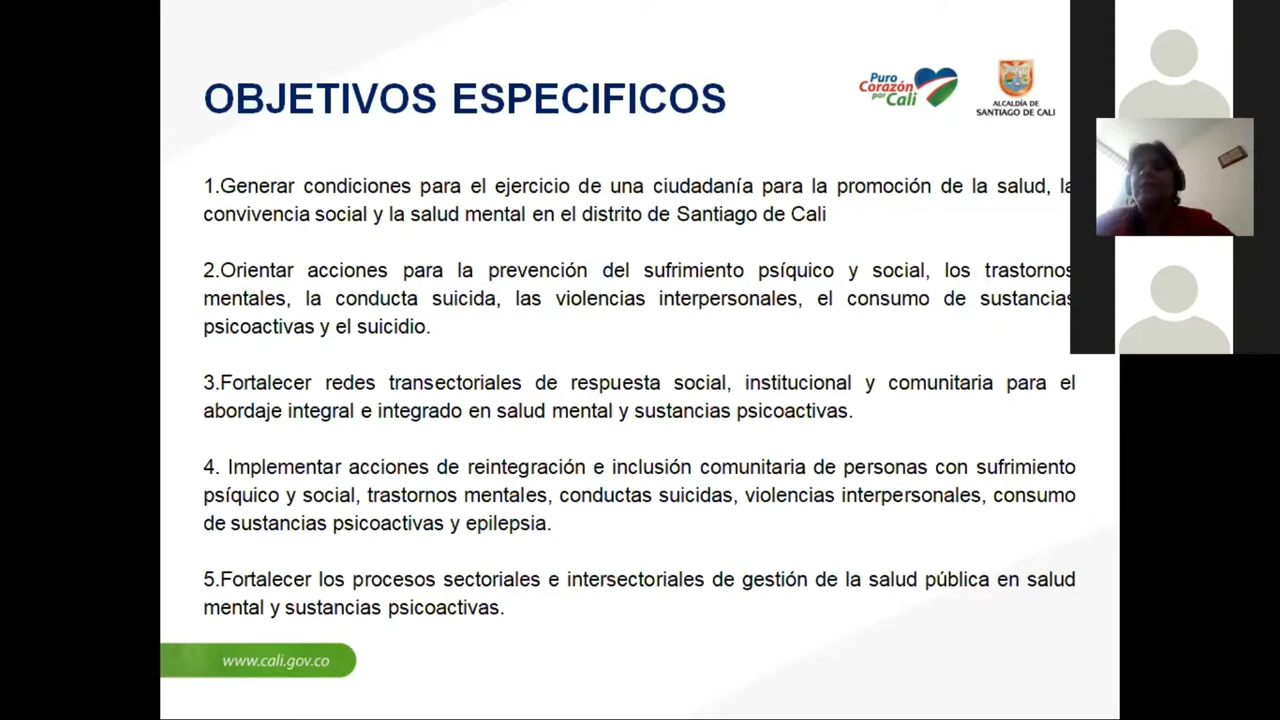 OBJETIVOS ESPECIFICOS
Puro
Corazón
por Cali
ALCALDÍA DE
SANTIAGO DE CALI
1.Generar condiciones para el ejercicio de una ciudadanía para la promoción de la salud, la
convivencia social y la salud mental en el distrito de Santiago de Cali
2.Orientar acciones para la prevención del sufrimiento psíquico y social, los trastornos
mentales, la conducta suicida, las violencias interpersonales, el consumo de sustancias
psicoactivas y el suicidio.
3.Fortalecer redes transectoriales de respuesta social, institucional y comunitaria para el
abordaje integral e integrado en salud mental y sustancias psicoactivas.
4. Implementar acciones de reintegración e inclusión comunitaria de personas con sufrimiento
psíquico y social, trastornos mentales, conductas suicidas, violencias interpersonales, consumo
de sustancias psicoactivas y epilepsia.
5.Fortalecer los procesos sectoriales e intersectoriales de gestión de la salud pública en salud
mental y sustancias psicoactivas.
www.cali.gov.co